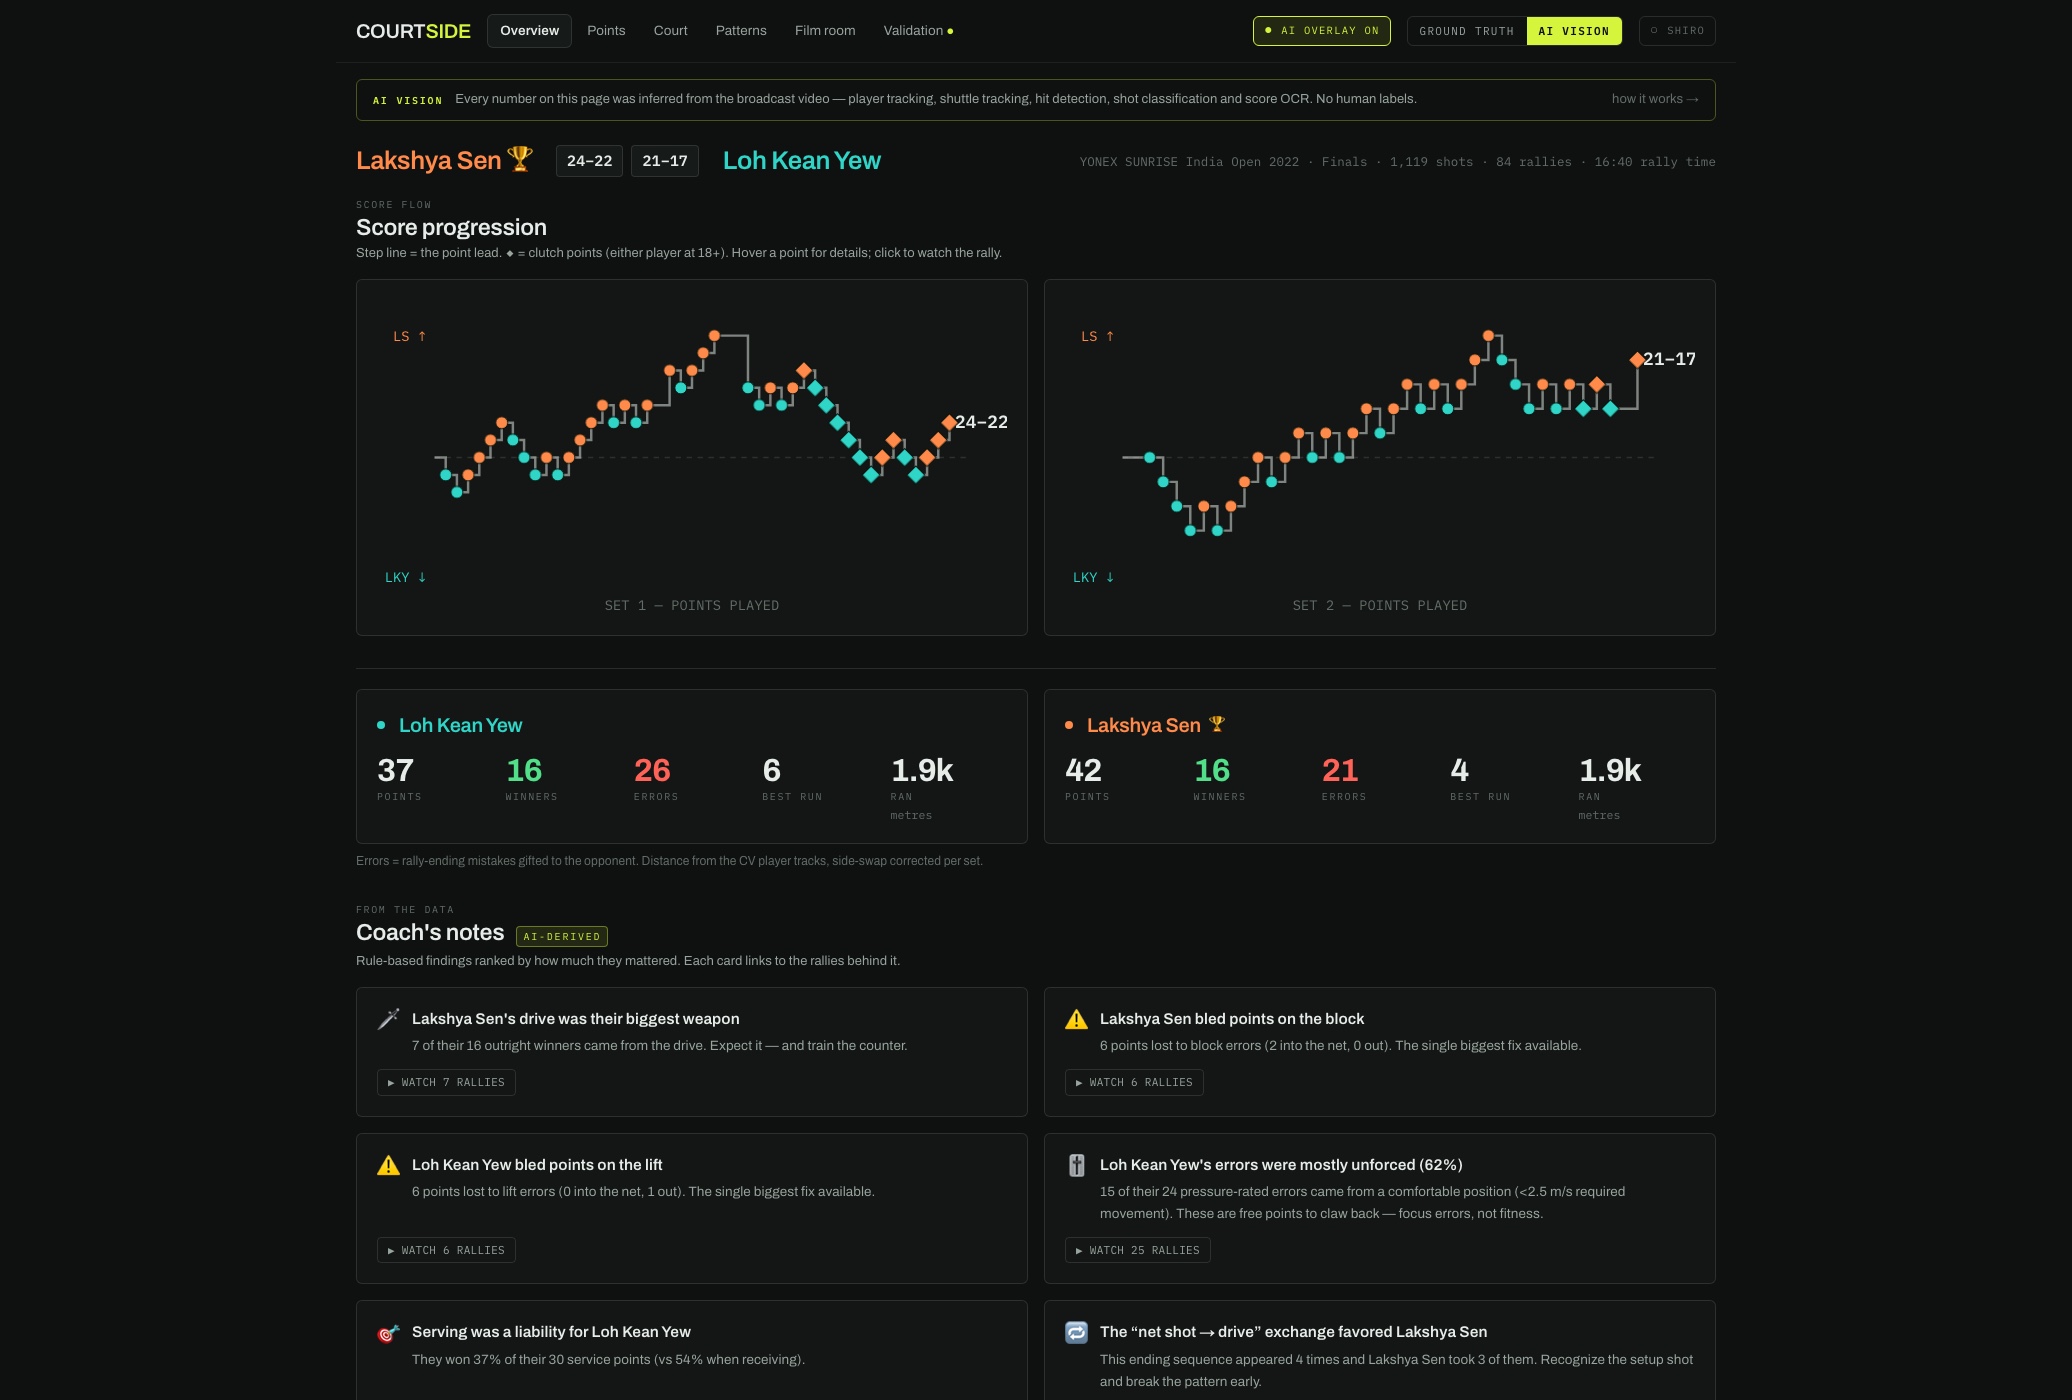 COURTSIDE Overview Points Court Patterns Film room Validation AI OVERLAY ON GROUND TRUTH AI VISION SHIRO
AI VISION Every number on this page was inferred from the broadcast video — player tracking, shuttle tracking, hit detection, shot classification and score OCR. No human labels. how it works →
Lakshya Sen 24–22 21–17 Loh Kean Yew YONEX SUNRISE India Open 2022 · Finals · 1,119 shots · 84 rallies · 16:40 rally time
SCORE FLOW
Score progression
Step line = the point lead. ◆ = clutch points (either player at 18+). Hover a point for details; click to watch the rally.
LS ↑
24–22
LKY ↓
SET 1 — POINTS PLAYED
LS ↑
21–17
LKY ↓
SET 2 — POINTS PLAYED
Loh Kean Yew
37 16 26 6 1.9k
POINTS WINNERS ERRORS BEST RUN RAN
metres
Lakshya Sen
42 16 21 4 1.9k
POINTS WINNERS ERRORS BEST RUN RAN
metres
Errors = rally-ending mistakes gifted to the opponent. Distance from the CV player tracks, side-swap corrected per set.
FROM THE DATA
Coach's notes AI-DERIVED
Rule-based findings ranked by how much they mattered. Each card links to the rallies behind it.
Lakshya Sen's drive was their biggest weapon
7 of their 16 outright winners came from the drive. Expect it — and train the counter.
▶ WATCH 7 RALLIES
Lakshya Sen bled points on the block
6 points lost to block errors (2 into the net, 0 out). The single biggest fix available.
▶ WATCH 6 RALLIES
Loh Kean Yew bled points on the lift
6 points lost to lift errors (0 into the net, 1 out). The single biggest fix available.
▶ WATCH 6 RALLIES
Loh Kean Yew's errors were mostly unforced (62%)
15 of their 24 pressure-rated errors came from a comfortable position (<2.5 m/s required
movement). These are free points to claw back — focus errors, not fitness.
▶ WATCH 25 RALLIES
Serving was a liability for Loh Kean Yew
They won 37% of their 30 service points (vs 54% when receiving).
The “net shot → drive” exchange favored Lakshya Sen
This ending sequence appeared 4 times and Lakshya Sen took 3 of them. Recognize the setup shot
and break the pattern early.